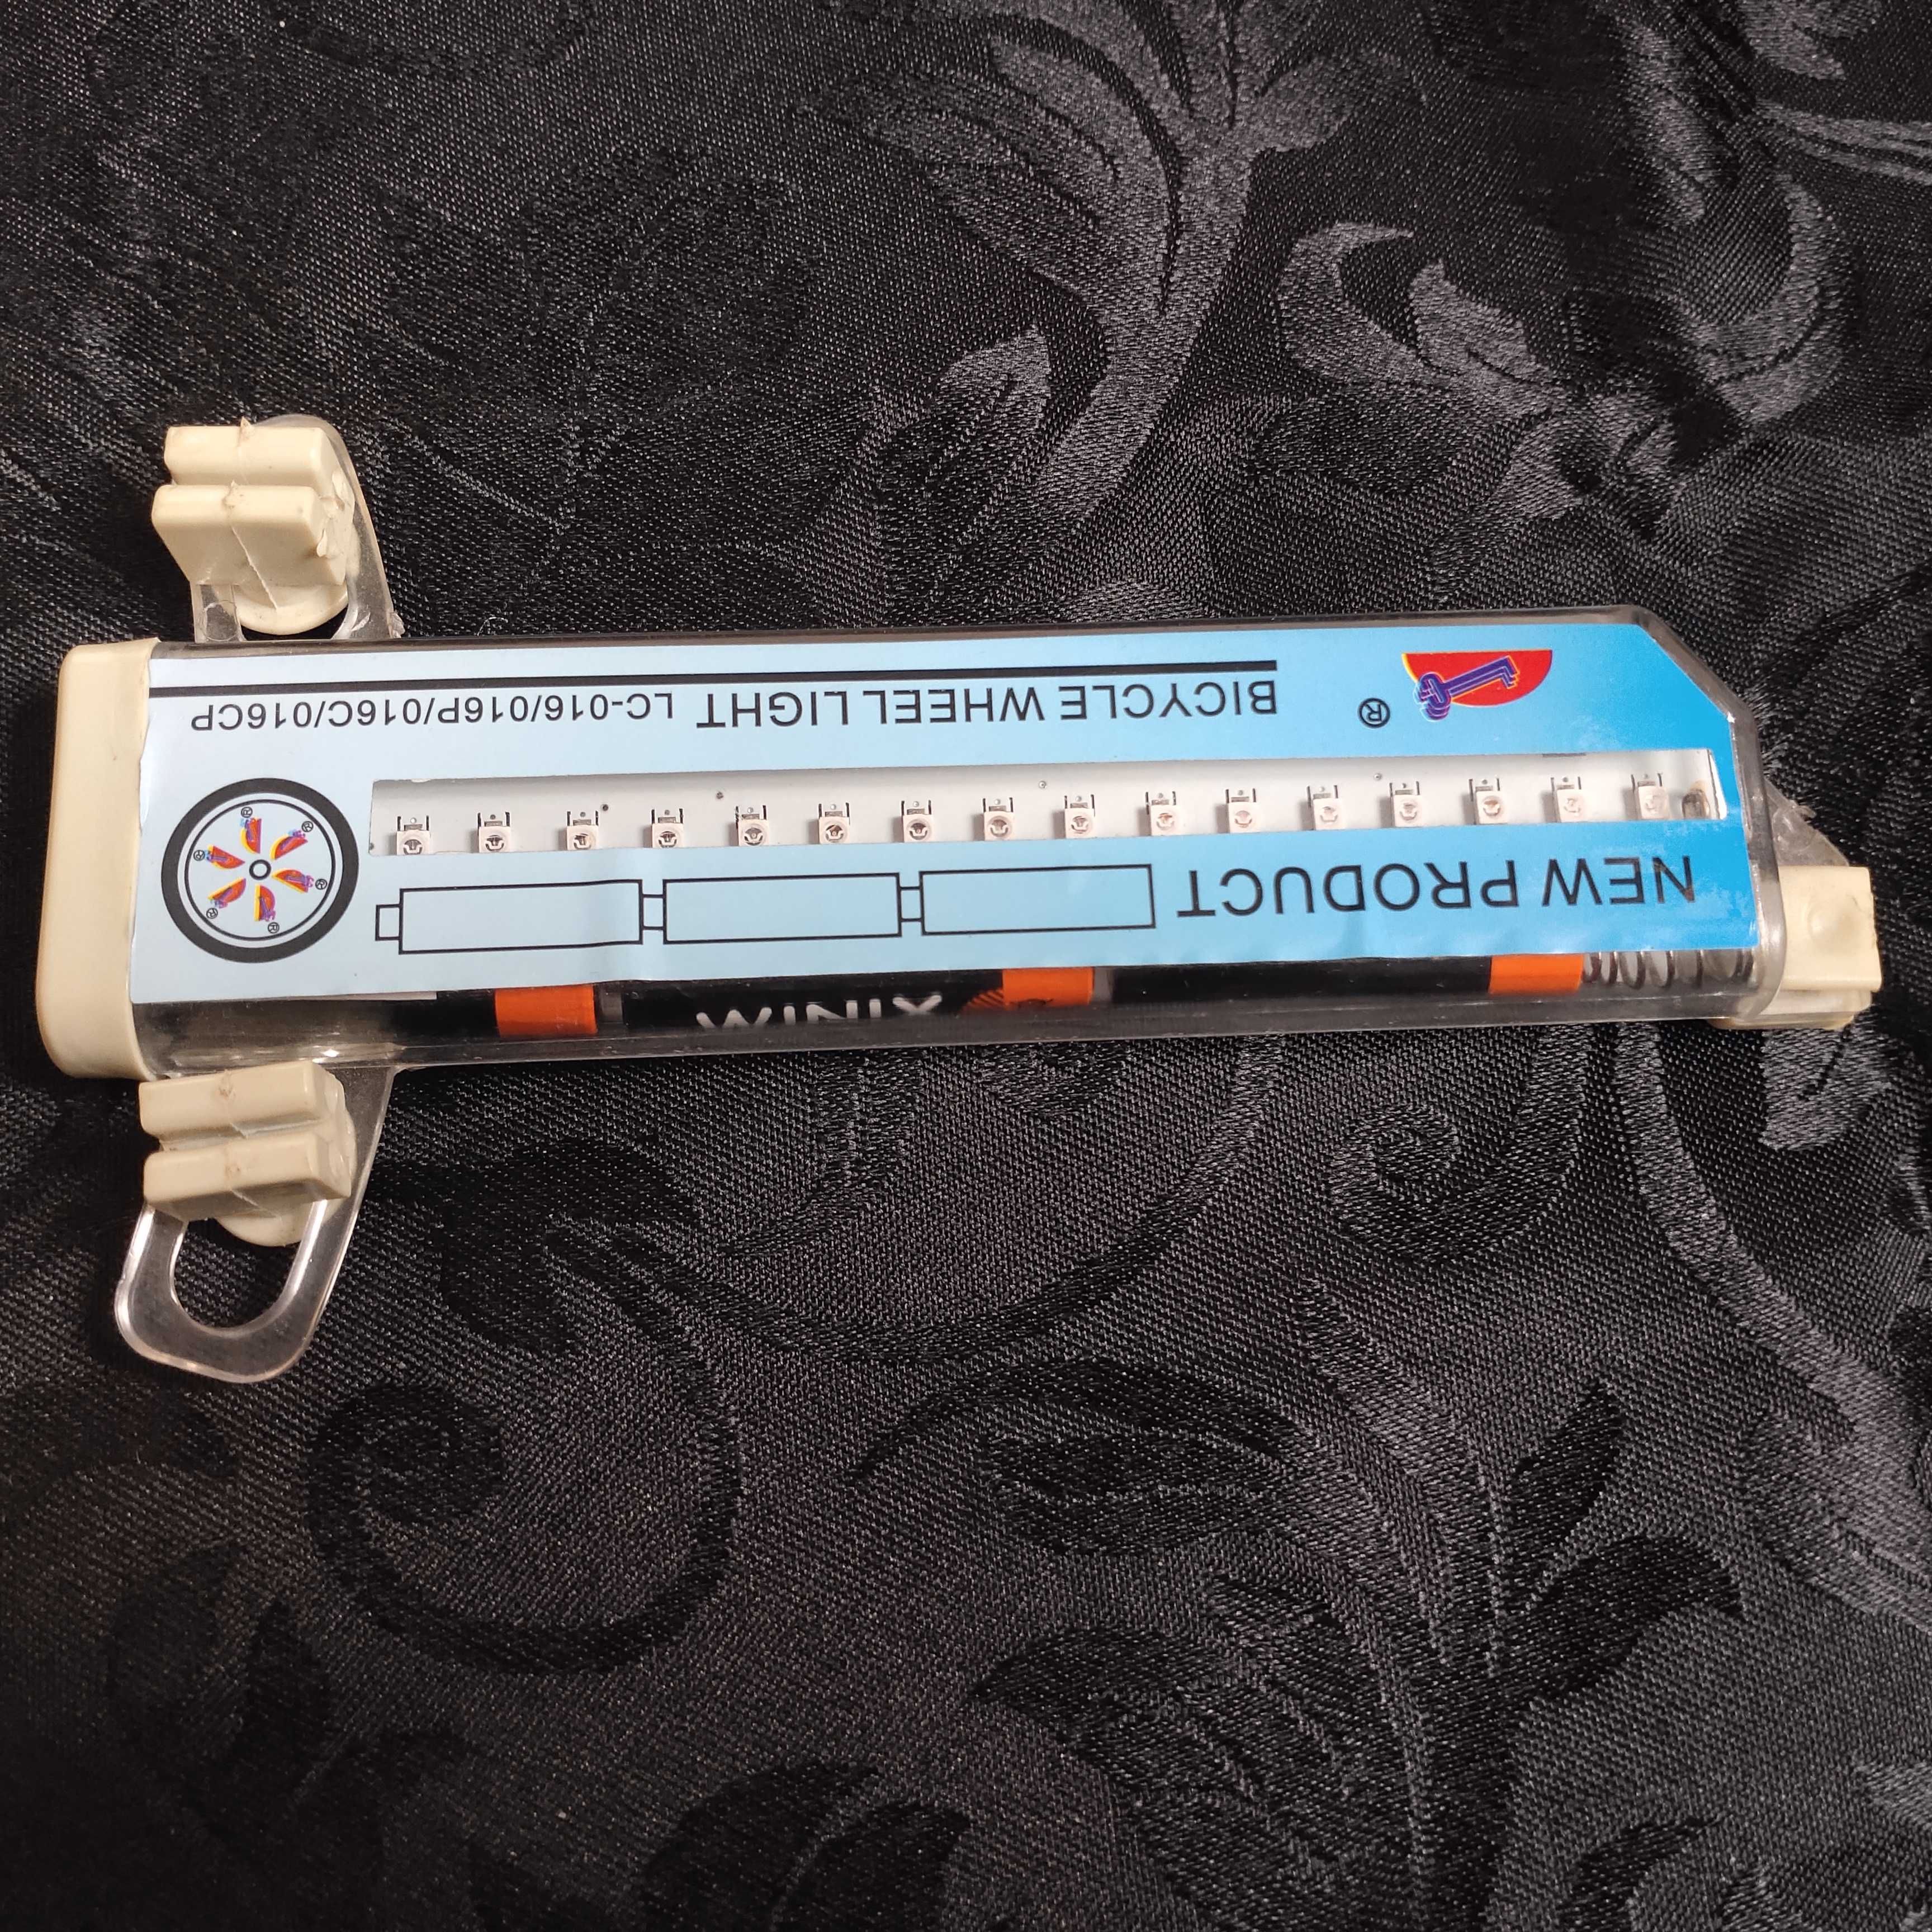 WINIX
NEW PRODUCT
®
BICYCLE WHEEL LIGHT LC-016/016P/016C/016CP